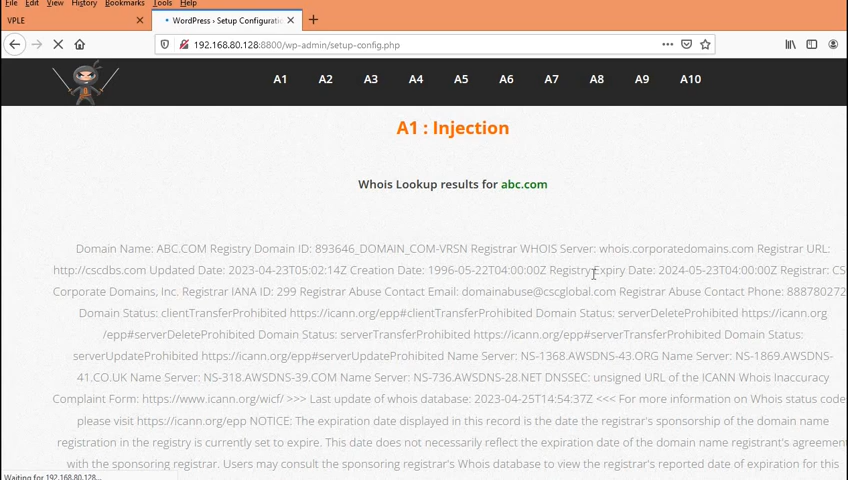 File Edit View History Bookmarks Tools Help
VPLE
WordPress › Setup Configuratio
192.168.80.128:8800/wp-admin/setup-config.php
A1 A2 A3 A4 A5 A6 A7 A8 A9 A10
A1 : Injection
Whois Lookup results for abc.com
Domain Name: ABC.COM Registry Domain ID: 893646_DOMAIN_COM-VRSN Registrar WHOIS Server: whois.corporatedomains.com Registrar URL:
http://cscdbs.com Updated Date: 2023-04-23T05:02:14Z Creation Date: 1996-05-22T04:00:00Z Registry Expiry Date: 2024-05-23T04:00:00Z Registrar: CS
Corporate Domains, Inc. Registrar IANA ID: 299 Registrar Abuse Contact Email: domainabuse@cscglobal.com Registrar Abuse Contact Phone: 888780272
Domain Status: clientTransferProhibited https://icann.org/epp#clientTransferProhibited Domain Status: serverDeleteProhibited https://icann.org
/epp#serverDeleteProhibited Domain Status: serverTransferProhibited https://icann.org/epp#serverTransferProhibited Domain Status:
serverUpdateProhibited https://icann.org/epp#serverUpdateProhibited Name Server: NS-1368.AWSDNS-43.ORG Name Server: NS-1869.AWSDNS-
41.CO.UK Name Server: NS-318.AWSDNS-39.COM Name Server: NS-736.AWSDNS-28.NET DNSSEC: unsigned URL of the ICANN Whois Inaccuracy
Complaint Form: https://www.icann.org/wicf/ >>> Last update of whois database: 2023-04-25T14:54:37Z <<< For more information on Whois status code
please visit https://icann.org/epp NOTICE: The expiration date displayed in this record is the date the registrar's sponsorship of the domain name
registration in the registry is currently set to expire. This date does not necessarily reflect the expiration date of the domain name registrant's agreemen
with the sponsoring registrar. Users may consult the sponsoring registrar's Whois database to view the registrar's reported date of expiration for this
Waiting for 192.168.80.128...